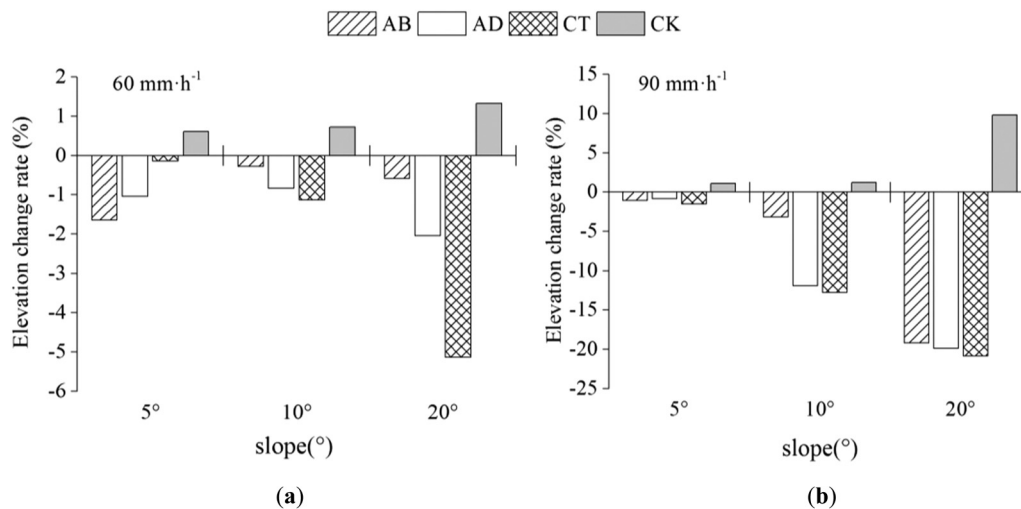 AB AD CT CK
60 mm·h-1
Elevation change rate (%)
2
1
0
-1
-2
-3
-4
-5
-6
5° 10° 20°
slope(°)
(a)
90 mm·h-1
Elevation change rate (%)
15
10
5
0
-5
-10
-15
-20
-25
5° 10° 20°
slope(°)
(b)